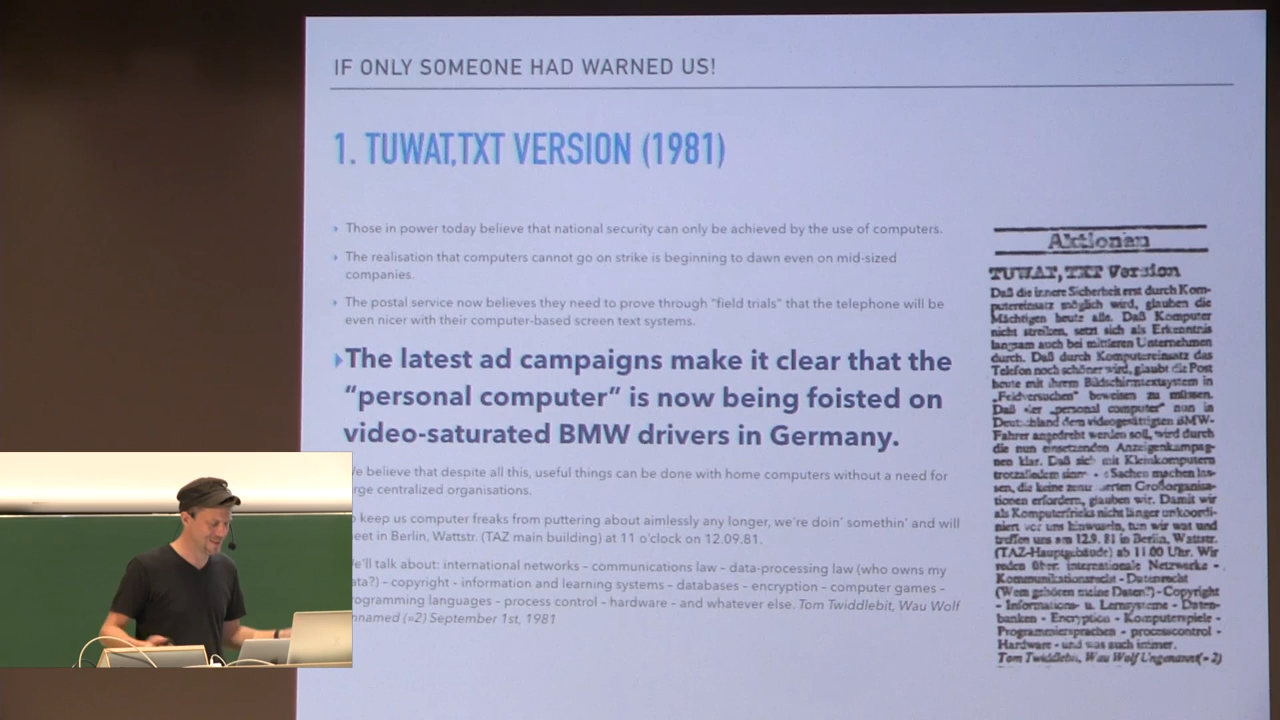 IF ONLY SOMEONE HAD WARNED US!
1. TUWAT,TXT VERSION (1981)
Those in power today believe that national security can only be achieved by the use of computers.
The realisation that computers cannot go on strike is beginning to dawn even on mid-sized
companies.
The postal service now believes they need to prove through "field trials" that the telephone will be
even nicer with their computer-based screen text systems.
The latest ad campaigns make it clear that the
“personal computer” is now being foisted on
video-saturated BMW drivers in Germany.
believe that despite all this, useful things can be done with home computers without a need for
centralized organisations.
keep us computer freaks from puttering about aimlessly any longer, we're doin' somethin' and will
in Berlin, Wattstr. (TAZ main building) at 11 o'clock on 12.09.81.
talk about: international networks – communications law – data-processing law (who owns my
– copyright – information and learning systems – databases – encryption – computer games –
languages – process control – hardware – and whatever else. Tom Twiddlebit, Wau Wolf
(=2) September 1st, 1981
Aktionen
TUWAT, TXT Version
Daß die innere Sicherheit erst durch Kom-
putereinsatz möglich wird, glauben die
Mächtigen heute alle. Daß Komputer
nicht streiken, setzt sich als Erkenntnis
langsam auch bei mittleren Unternehmen
durch. Daß durch Komputereinsatz das
Telefon noch schöner wird, glaubt die Post
heute mit ihrem Bildschirmtextsystem in
„Feldversuchen" beweisen zu müssen.
Daß der „personal computer" nun in
Deutschland dem videogesättigten BMW-
Fahrer angedreht werden soll, wird durch
die nun einsetzenden Anzeigenkampag-
nen klar. Daß sich mit Kleinkomputern
trotzalledem Sachen machen las-
sen, die keine Großorganisa-
tionen erfordern, glauben wir. Damit wir
als Komputerfrieks nicht länger unkoordi-
niert vor uns hinwuseln, tun wir wat und
treffen uns am 12.9. 81 in Berlin, Wattstr.
(TAZ-Hauptgebäude) ab 11.00 Uhr. Wir
reden über: internationale Netzwerke -
Kommunikationsrecht - Datenrecht
(Wem gehören meine Daten?) - Copyright
- Informations- u. Lernsysteme - Daten-
banken - Encryption - Komputerspiele -
Programmiersprachen - processcontrol -
Hardware - und was auch immer.
Tom Twiddlebit, Wau Wolf Ungenannt(=2)